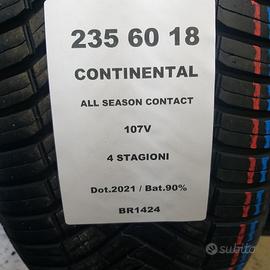 235 60 18
CONTINENTAL
ALL SEASON CONTACT
107V
4 STAGIONI
Dot.2021 / Bat.90%
BR1424
subito